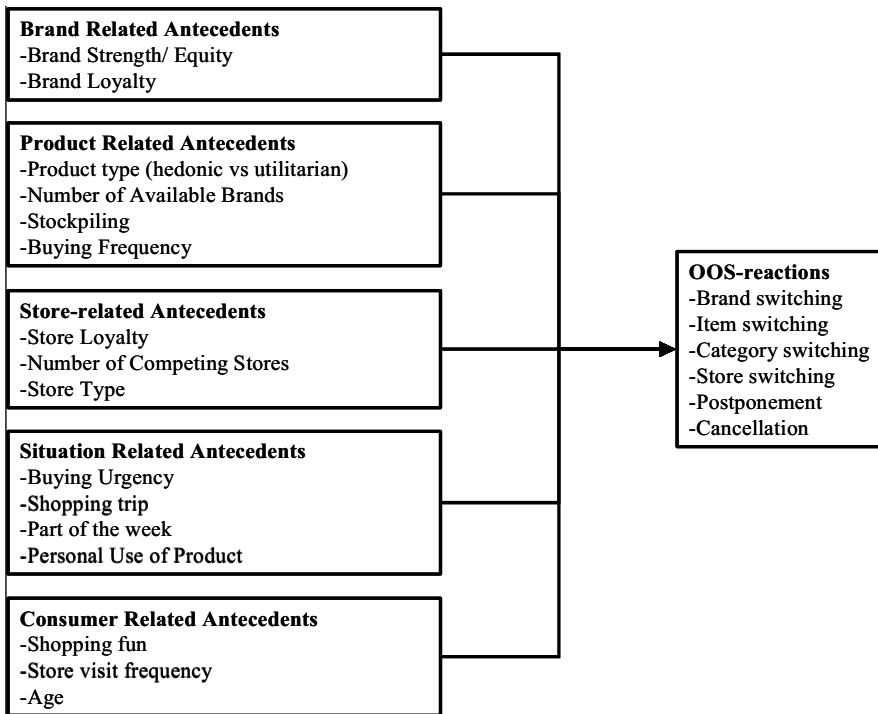 Brand Related Antecedents
-Brand Strength/ Equity
-Brand Loyalty
Product Related Antecedents
-Product type (hedonic vs utilitarian)
-Number of Available Brands
-Stockpiling
-Buying Frequency
Store-related Antecedents
-Store Loyalty
-Number of Competing Stores
-Store Type
Situation Related Antecedents
-Buying Urgency
-Shopping trip
-Part of the week
-Personal Use of Product
Consumer Related Antecedents
-Shopping fun
-Store visit frequency
-Age
OOS-reactions
-Brand switching
-Item switching
-Category switching
-Store switching
-Postponement
-Cancellation